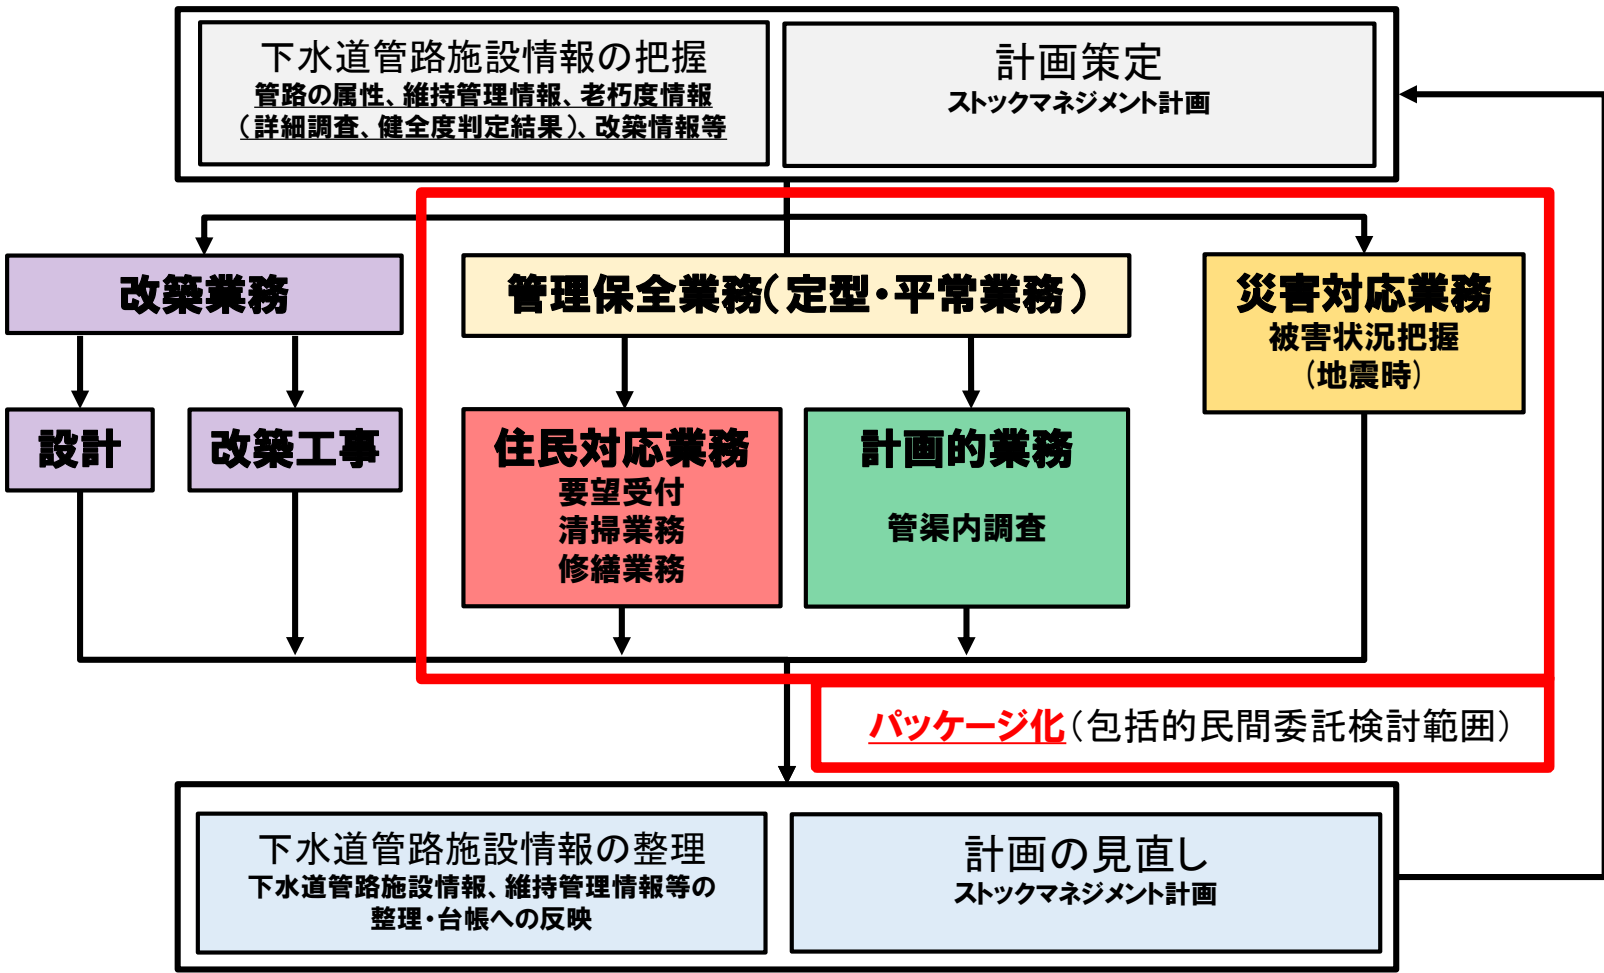 下水道管路施設情報の把握
管路の属性、維持管理情報、老朽度情報
（詳細調査、健全度判定結果）、改築情報等
計画策定
ストックマネジメント計画
改築業務
管理保全業務（定型・平常業務）
災害対応業務
被害状況把握
（地震時）
設計
改築工事
住民対応業務
要望受付
清掃業務
修繕業務
計画的業務
管渠内調査
パッケージ化（包括的民間委託検討範囲）
下水道管路施設情報の整理
下水道管路施設情報、維持管理情報等の
整理・台帳への反映
計画の見直し
ストックマネジメント計画